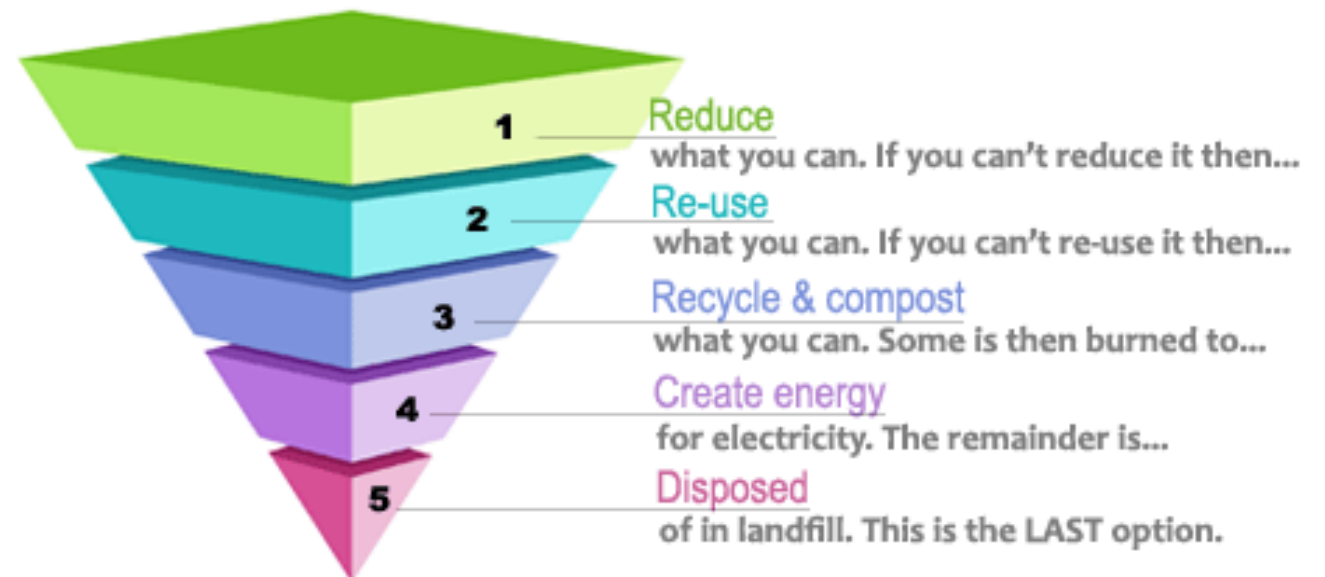 1
Reduce
what you can. If you can't reduce it then...
2
Re-use
what you can. If you can't re-use it then...
3
Recycle & compost
what you can. Some is then burned to...
4
Create energy
for electricity. The remainder is...
5
Disposed
of in landfill. This is the LAST option.